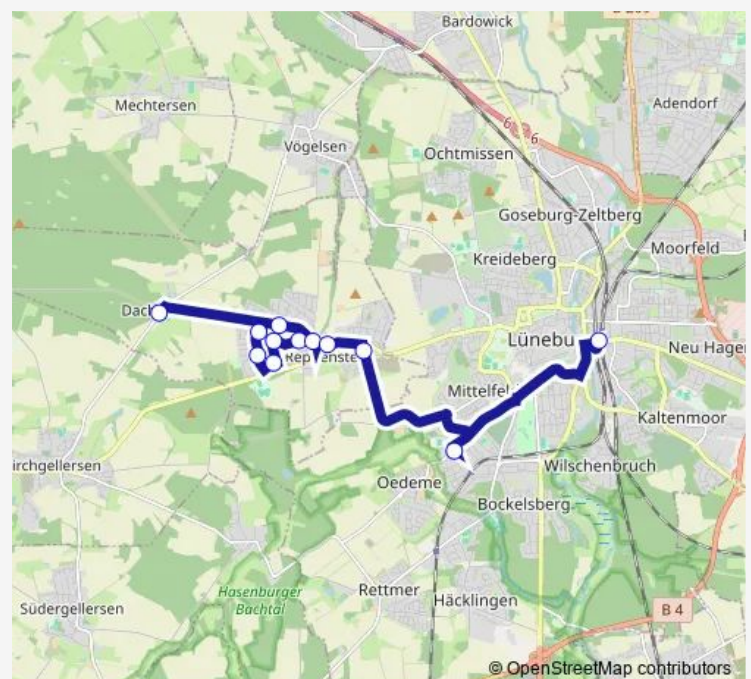 Bardowick
Mechtersen
Adendorf
Vögelsen
Ochtmissen
Goseburg-Zeltberg
Moorfeld
Kreideberg
Dach
Lünebu
Reppenste
Neu Hage
Mittelfel
Kaltenmoor
irchgellersen
Wilschenbruch
Oedeme
Bockelsberg
Hasenburger
Bachtal
Rettmer
Häcklingen
Südergellersen
B 4
© OpenStreetMap contributors